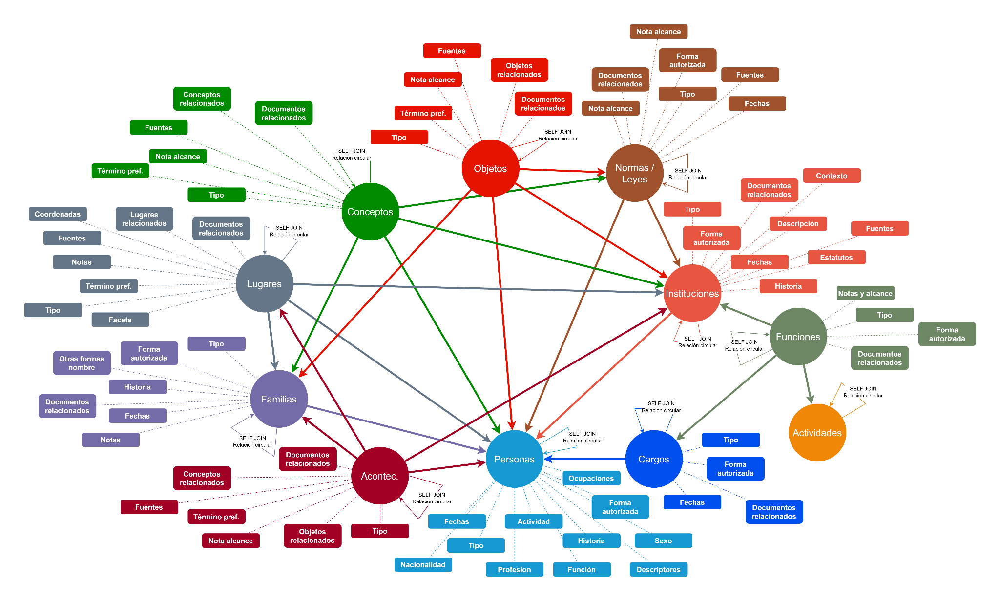 Nota alcance
Fuentes
Forma
autorizada
Objetos
relacionados
Documentos
relacionados
Fuentes
Nota alcance
Tipo
Conceptos
relacionados
Documentos
relacionados
Nota alcance
Fechas
Documentos
relacionados
Término pref.
Fuentes
Tipo
SELF JOIN
Relación circular
Nota alcance
SELF JOIN
Relación circular
Término pref.
Objetos
Normas /
Leyes
SELF JOIN
Relación circular
Contexto
Documentos
relacionados
Tipo
Conceptos
Tipo
Coordenadas
Lugares
relacionados
Documentos
relacionados
SELF JOIN
Relación circular
Descripción
Fuentes
Forma
autorizada
Fuentes
Notas
Fechas
Estatutos
Término pref.
Lugares
Instituciones
Historia
Tipo
Faceta
Notas y alcance
Tipo
Forma
autorizada
Funciones
SELF JOIN
Relación circular
SELF JOIN
Relación circular
Documentos
relacionados
Tipo
Forma
autorizada
Otras formas
nombre
Historia
Familias
Documentos
relacionados
Fechas
Notas
SELF JOIN
Relación circular
SELF JOIN
Relación circular
SELF JOIN
Relación circular
Actividades
SELF JOIN
Relación circular
Personas
Cargos
Tipo
Forma
autorizada
Documentos
relacionados
Conceptos
relacionados
Acontec.
Ocupaciones
Fuentes
SELF JOIN
Relación circular
Forma
autorizada
Fechas
Documentos
relacionados
Término pref.
Fechas
Actividad
Objetos
relacionados
Tipo
Nota alcance
Tipo
Historia
Sexo
Nacionalidad
Profesion
Función
Descriptores